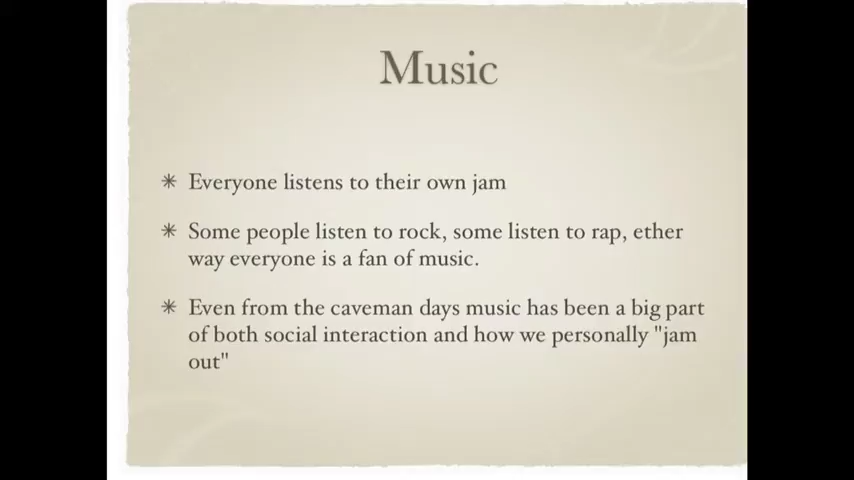 Music
✳ Everyone listens to their own jam
✳ Some people listen to rock, some listen to rap, ether
way everyone is a fan of music.
✳ Even from the caveman days music has been a big part
of both social interaction and how we personally "jam
out"